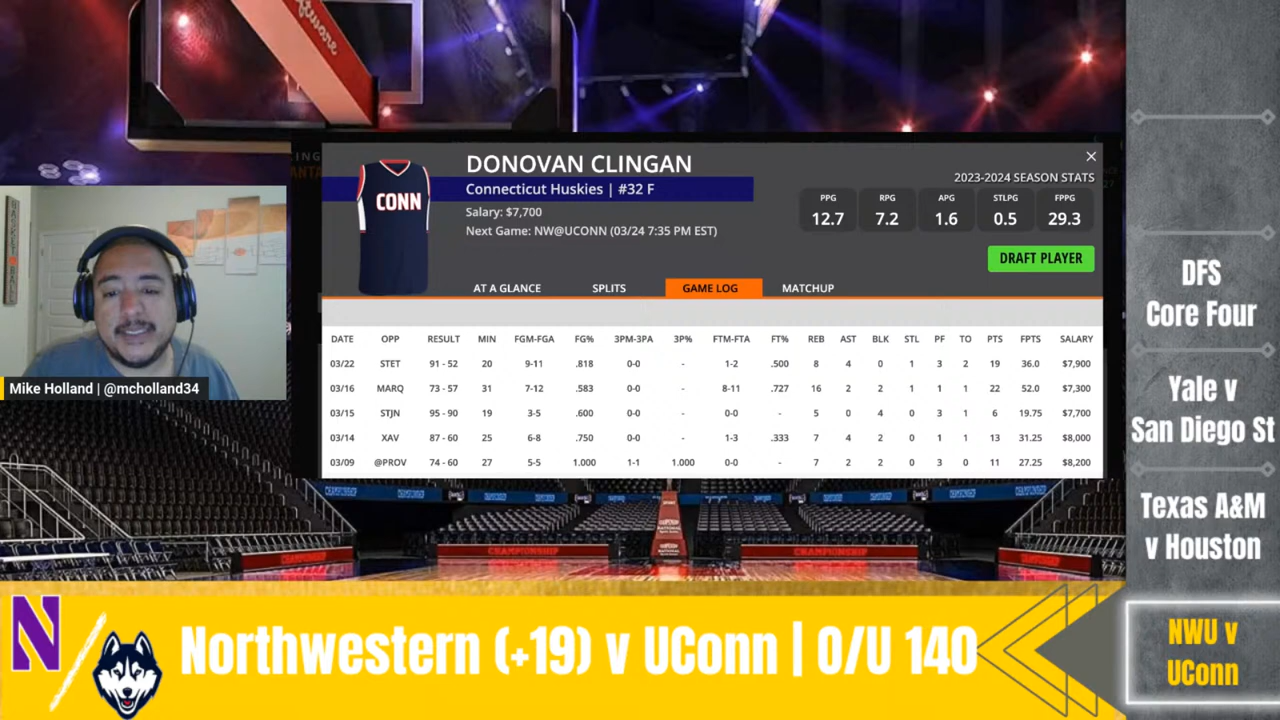 DONOVAN CLINGAN
Connecticut Huskies | #32 F
Salary: $7,700
Next Game: NW@UCONN (03/24 7:35 PM EST)
CONN
2023-2024 SEASON STATS
PPG RPG APG STLPG FPPG
12.7 7.2 1.6 0.5 29.3
DRAFT PLAYER
AT A GLANCE SPLITS GAME LOG MATCHUP
DATE OPP RESULT MIN FGM-FGA FG% 3PM-3PA 3P% FTM-FTA FT% REB AST BLK STL PF TO PTS FPTS SALARY
03/22 STET 91 - 52 20 9-11 .818 0-0 - 1-2 .500 8 4 0 1 3 2 19 36.0 $7,900
03/16 MARQ 73 - 57 31 7-12 .583 0-0 - 8-11 .727 16 2 2 1 1 1 22 52.0 $7,300
03/15 STJN 95 - 90 19 3-5 .600 0-0 - 0-0 - 5 0 4 0 3 1 6 19.75 $7,700
03/14 XAV 87 - 60 25 6-8 .750 0-0 - 1-3 .333 7 4 2 0 1 1 13 31.25 $8,000
03/09 @PROV 74 - 60 27 5-5 1.000 1-1 1.000 0-0 - 7 2 2 0 3 0 11 27.25 $8,200
Mike Holland | @mcholland34
CHAMPIONSHIP
CHAMPIONSHIP
CHAMPIONSHIP
DFS
Core Four
Yale v
San Diego St
Texas A&M
v Houston
NWU v
UConn
N
Northwestern (+19) v UConn | O/U 140